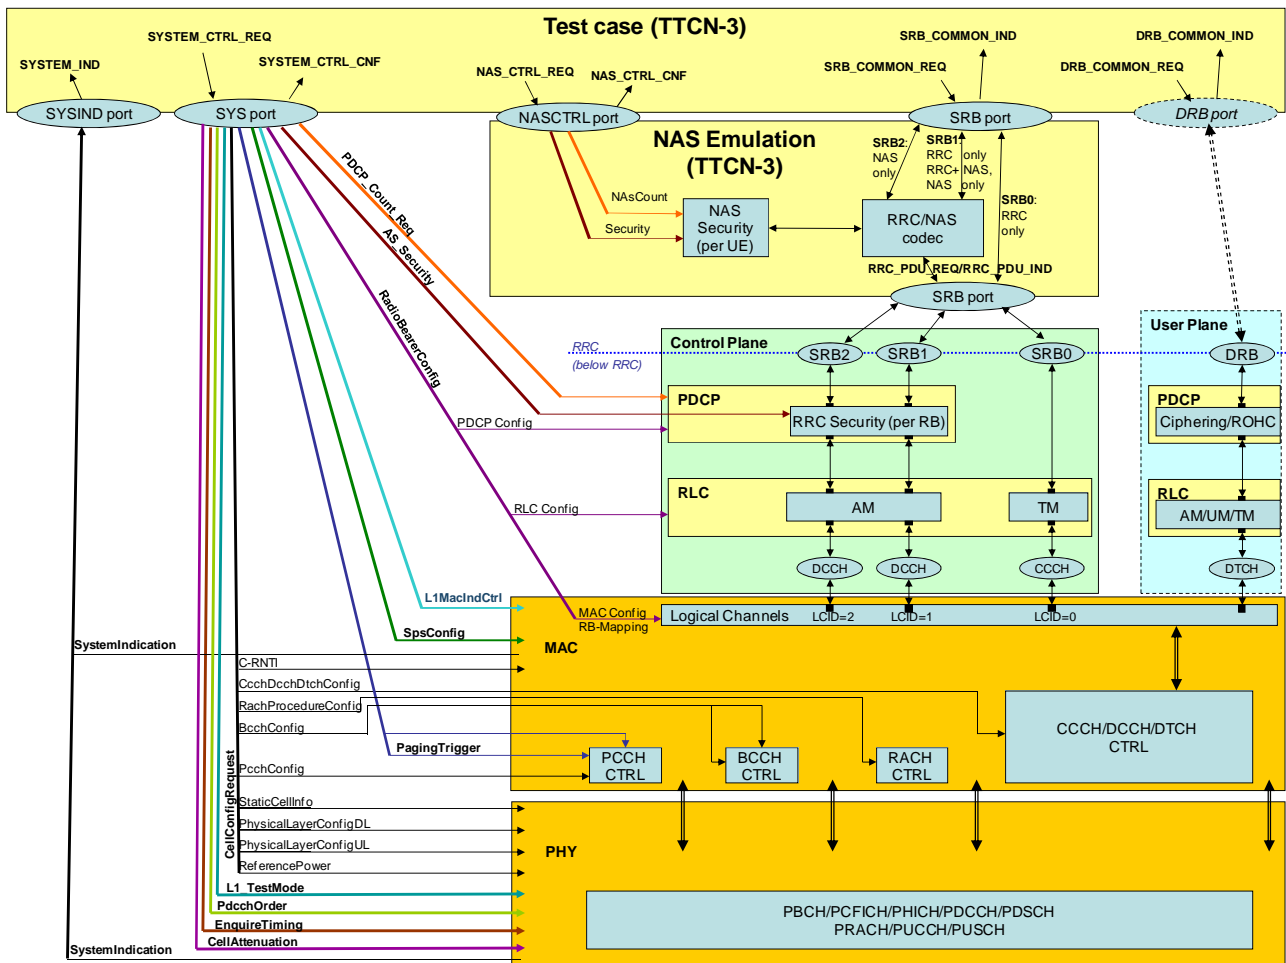 Test case (TTCN-3)
SYSTEM_CTRL_REQ
SYSTEM_IND
SYSTEM_CTRL_CNF
NAS_CTRL_REQ
NAS_CTRL_CNF
SRB_COMMON_IND
SRB_COMMON_REQ
DRB_COMMON_IND
DRB_COMMON_REQ
SYSIND port
SYS port
NASCTRL port
SRB port
DRB port
NAS Emulation
(TTCN-3)
SRB2:
NAS
only
SRB1:
RRC only
RRC+ NAS,
NAS only
SRB0:
RRC
only
PDCP_Count_Req
AS_Security
RadioBearerConfig
NAsCount
Security
NAS
Security
(per UE)
RRC/NAS
codec
RRC_PDU_REQ/RRC_PDU_IND
SRB port
Control Plane
User Plane
RRC
(below RRC)
SRB2
SRB1
SRB0
DRB
PDCP
RRC Security (per RB)
PDCP Config
PDCP
Ciphering/ROHC
RLC
AM
TM
RLC Config
RLC
AM/UM/TM
DCCH
DCCH
CCCH
DTCH
L1MacIndCtrl
MAC Config
RB-Mapping
Logical Channels
LCID=2
LCID=1
LCID=0
SpsConfig
MAC
SystemIndication
C-RNTI
CcchDcchDtchConfig
RachProcedureConfig
BcchConfig
PagingTrigger
PcchConfig
PCCH
CTRL
BCCH
CTRL
RACH
CTRL
CCCH/DCCH/DTCH
CTRL
CellConfigRequest
StaticCellInfo
PhysicalLayerConfigDL
PhysicalLayerConfigUL
ReferencePower
PHY
L1_TestMode
PdcchOrder
EnquireTiming
CellAttenuation
SystemIndication
PBCH/PCFICH/PHICH/PDCCH/PDSCH
PRACH/PUCCH/PUSCH